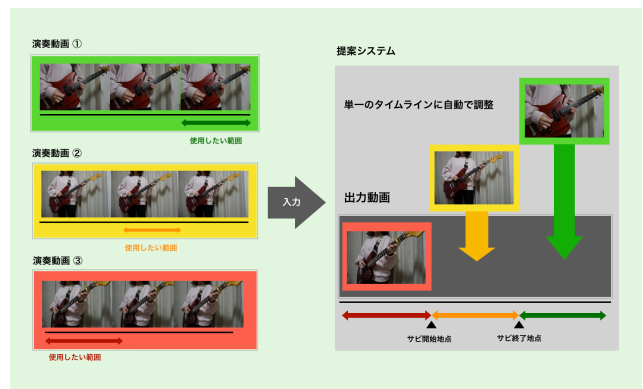 演奏動画 ①
使用したい範囲
演奏動画 ②
使用したい範囲
演奏動画 ③
使用したい範囲
入力
提案システム
単一のタイムラインに自動で調整
出力動画
サビ開始地点
サビ終了地点